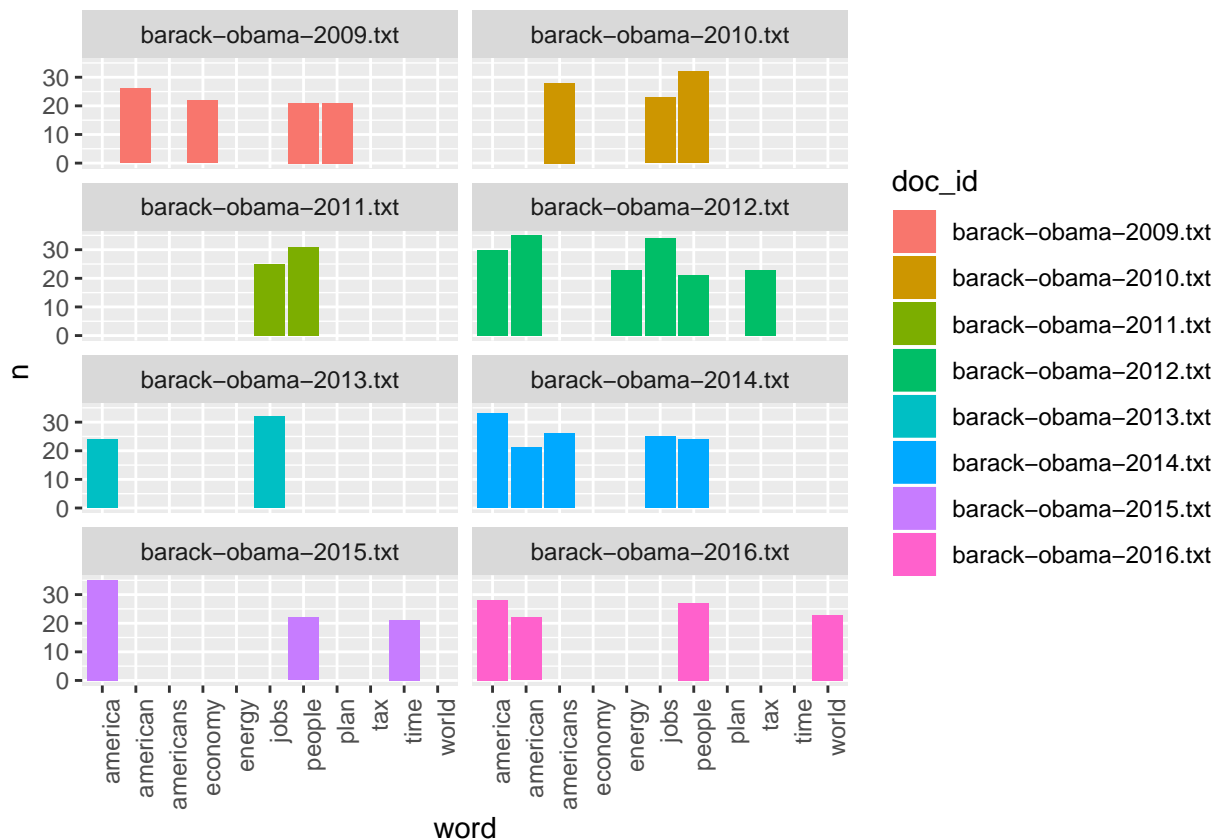 barack−obama−2009.txt
barack−obama−2010.txt
30
20
10
0
barack−obama−2011.txt
barack−obama−2012.txt
30
20
10
0
barack−obama−2013.txt
barack−obama−2014.txt
30
20
10
0
barack−obama−2015.txt
barack−obama−2016.txt
30
20
10
0
n
america
american
americans
economy
energy
jobs
people
plan
tax
time
world
america
american
americans
economy
energy
jobs
people
plan
tax
time
world
word
doc_id
barack−obama−2009.txt
barack−obama−2010.txt
barack−obama−2011.txt
barack−obama−2012.txt
barack−obama−2013.txt
barack−obama−2014.txt
barack−obama−2015.txt
barack−obama−2016.txt